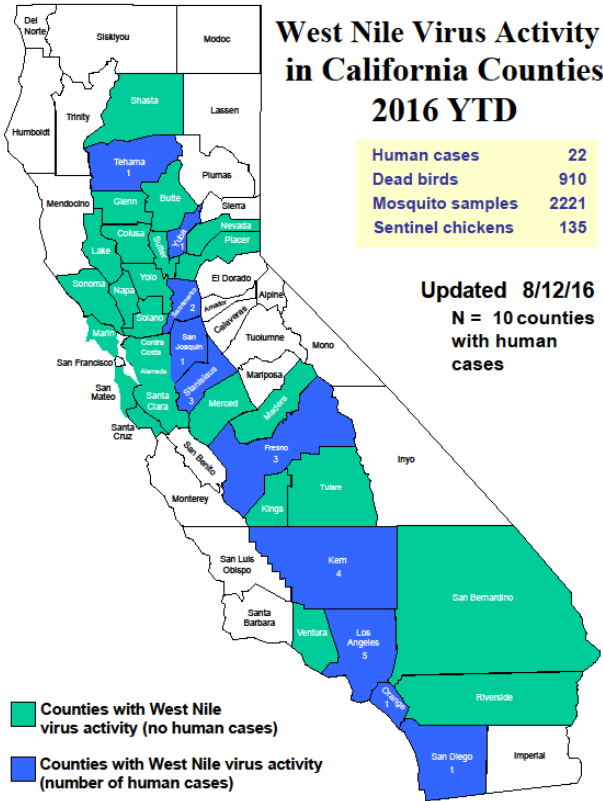 West Nile Virus Activity
in California Counties
2016 YTD
Human cases 22
Dead birds 910
Mosquito samples 2221
Sentinel chickens 135
Updated 8/12/16
N = 10 counties
with human
cases
Del
Norte
Siskiyou
Modoc
Shasta
Lassen
Trinity
Humboldt
Tehama
1
Plumas
Mendocino
Glenn
Butte
Sierra
Colusa
Sutter
Yuba
1
Nevada
Placer
Lake
Sonoma
Napa
Yolo
El Dorado
Sacramento
2
Amador
Alpine
Solano
Calaveras
Marin
Contra
Costa
San
Joaquin
1
Tuolumne
Mono
San Francisco
Alameda
Stanislaus
3
Mariposa
San
Mateo
Santa
Clara
Merced
Madera
Santa
Cruz
San Benito
Fresno
3
Inyo
Monterey
Kings
Tulare
San Luis
Obispo
Kern
4
San Bernardino
Santa
Barbara
Ventura
Los
Angeles
5
Orange
1
Riverside
San Diego
1
Imperial
Counties with West Nile
virus activity (no human cases)
Counties with West Nile virus activity
(number of human cases)